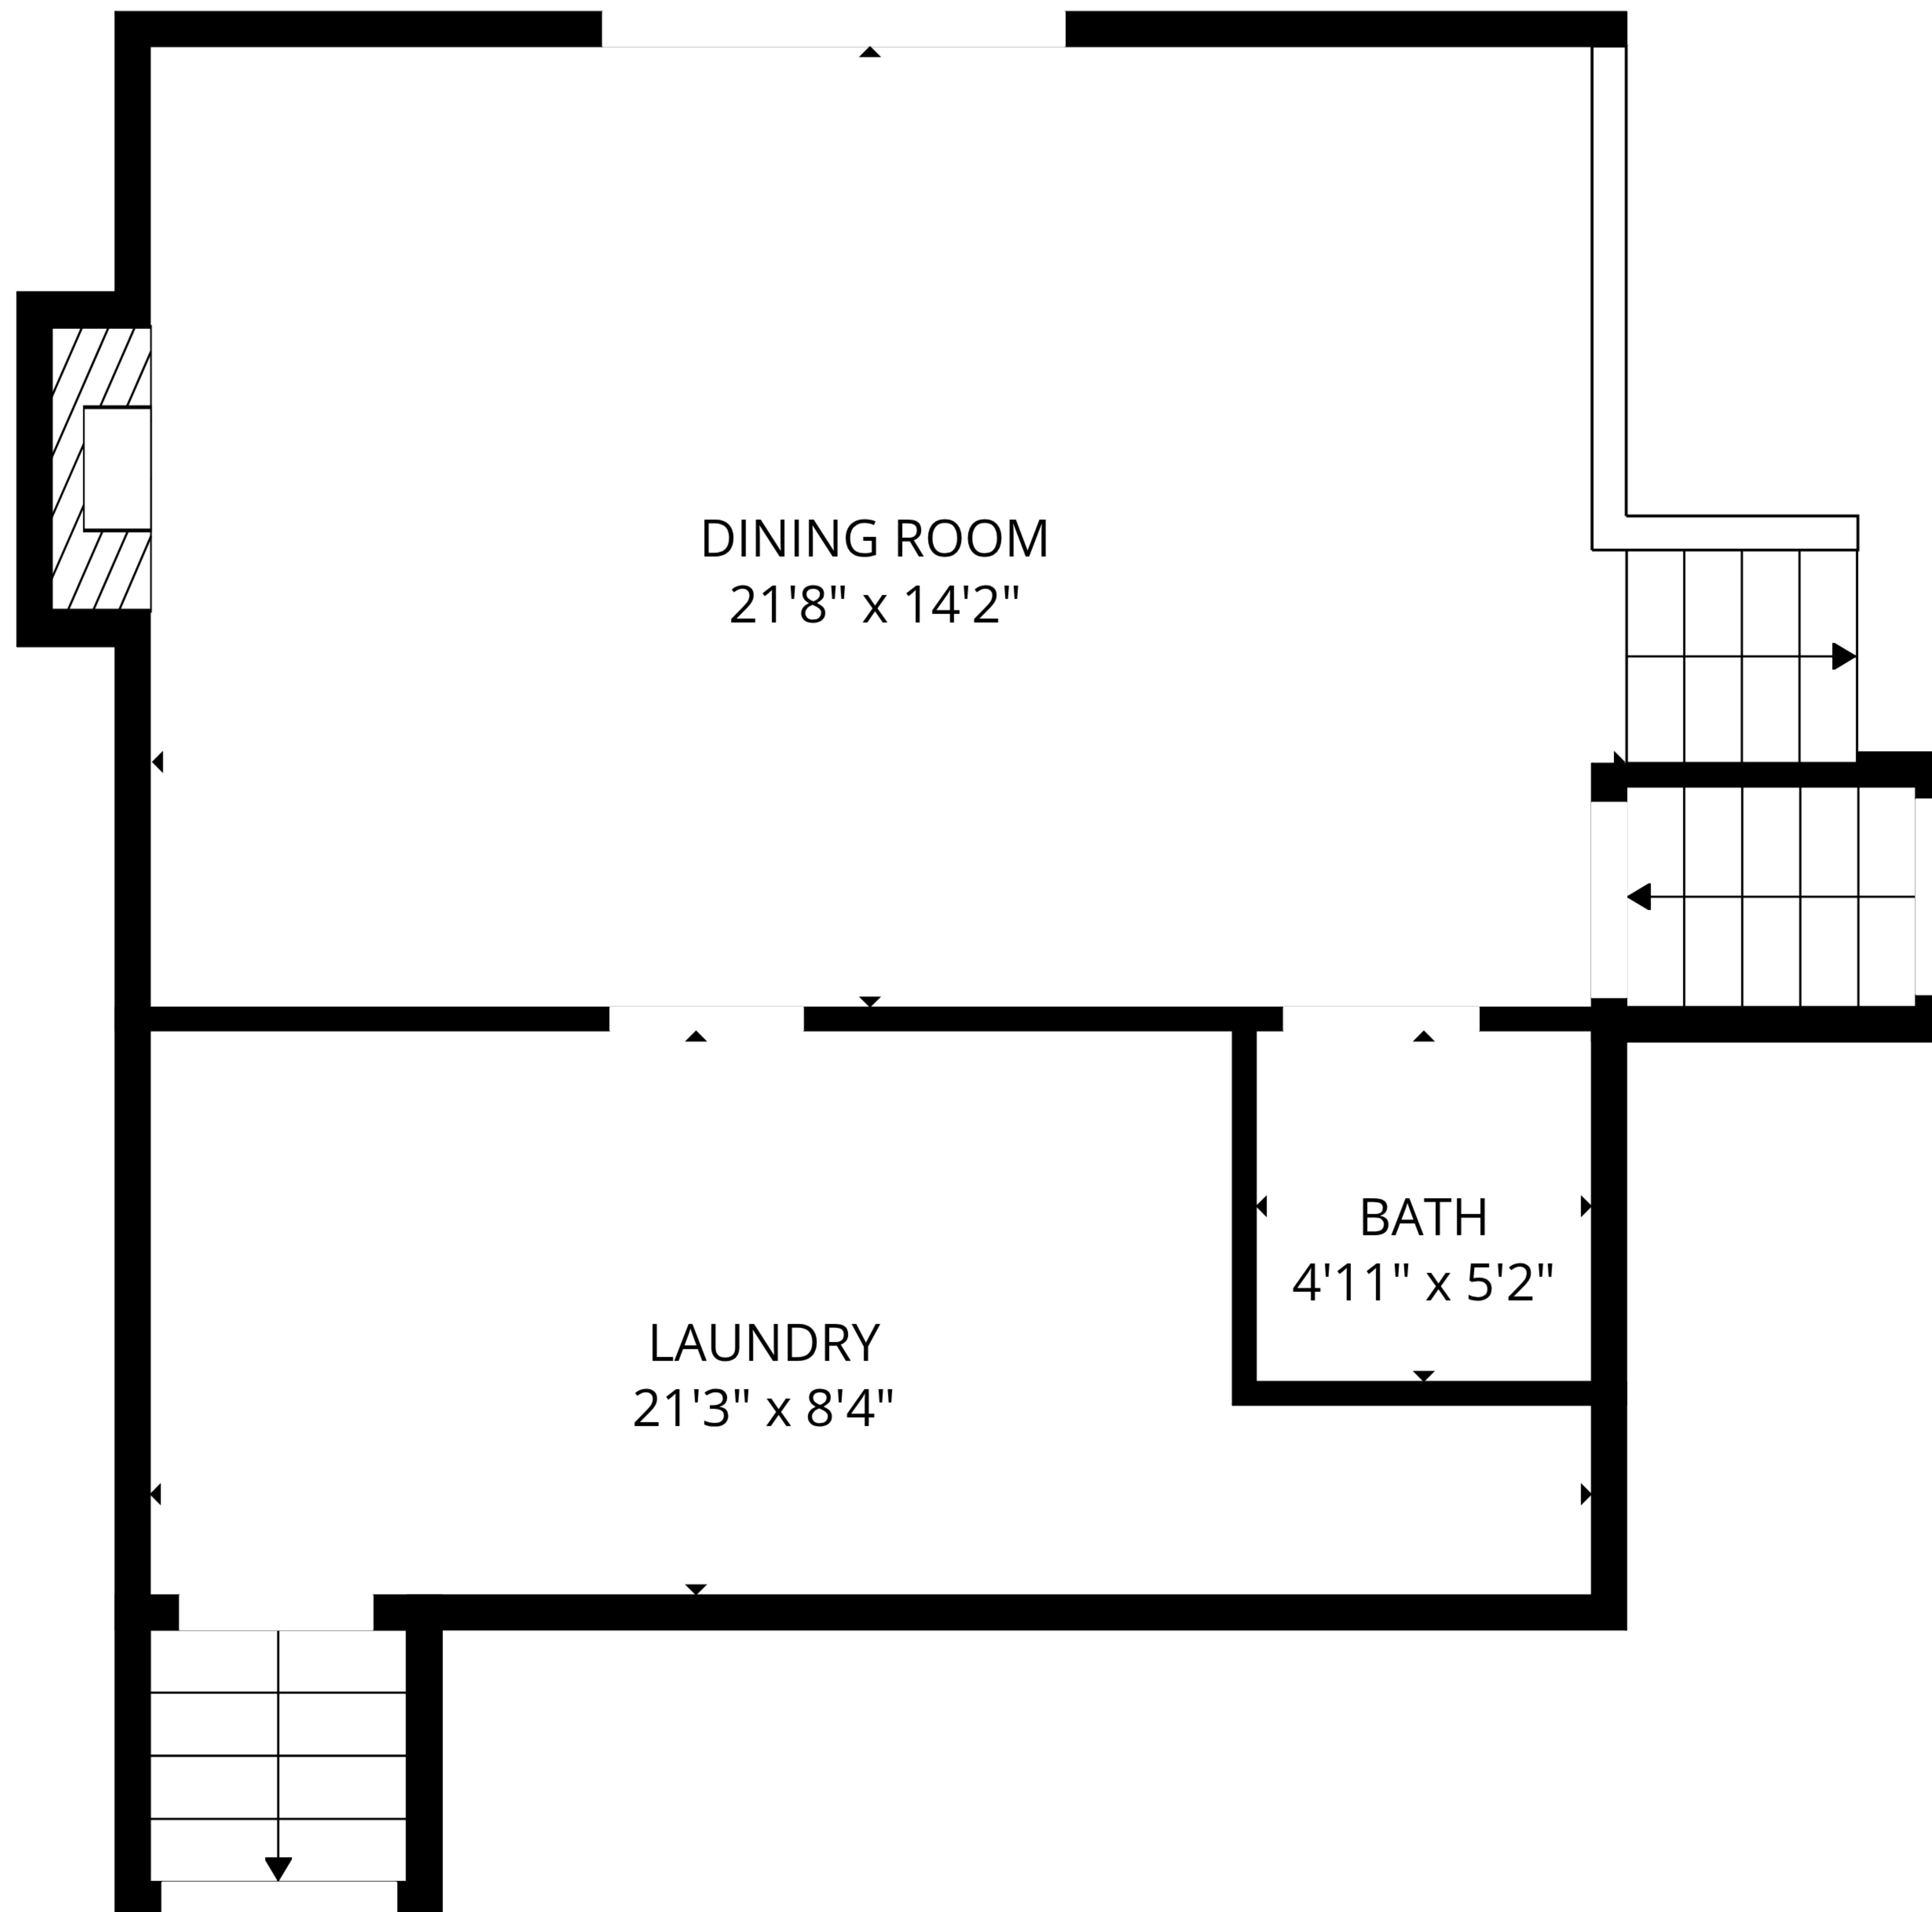 DINING ROOM
21'8" x 14'2"
BATH
4'11" x 5'2"
LAUNDRY
21'3" x 8'4"